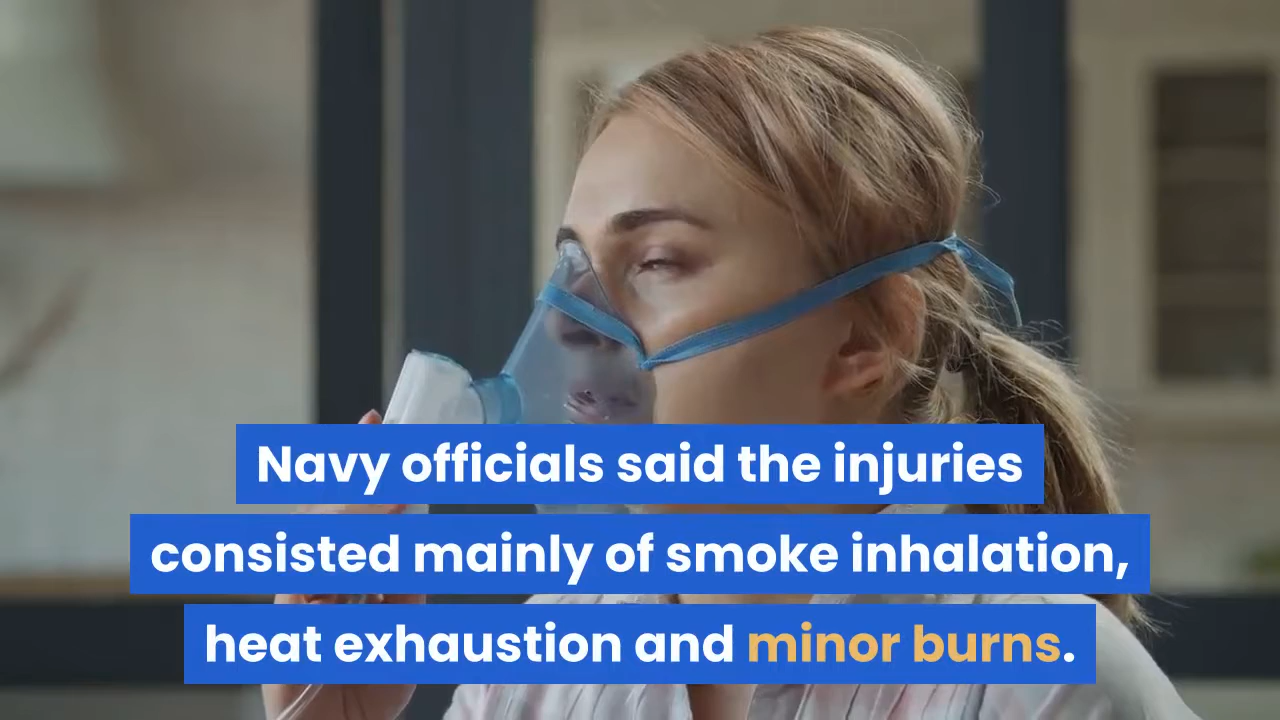 Navy officials said the injuries
consisted mainly of smoke inhalation,
heat exhaustion and minor burns.